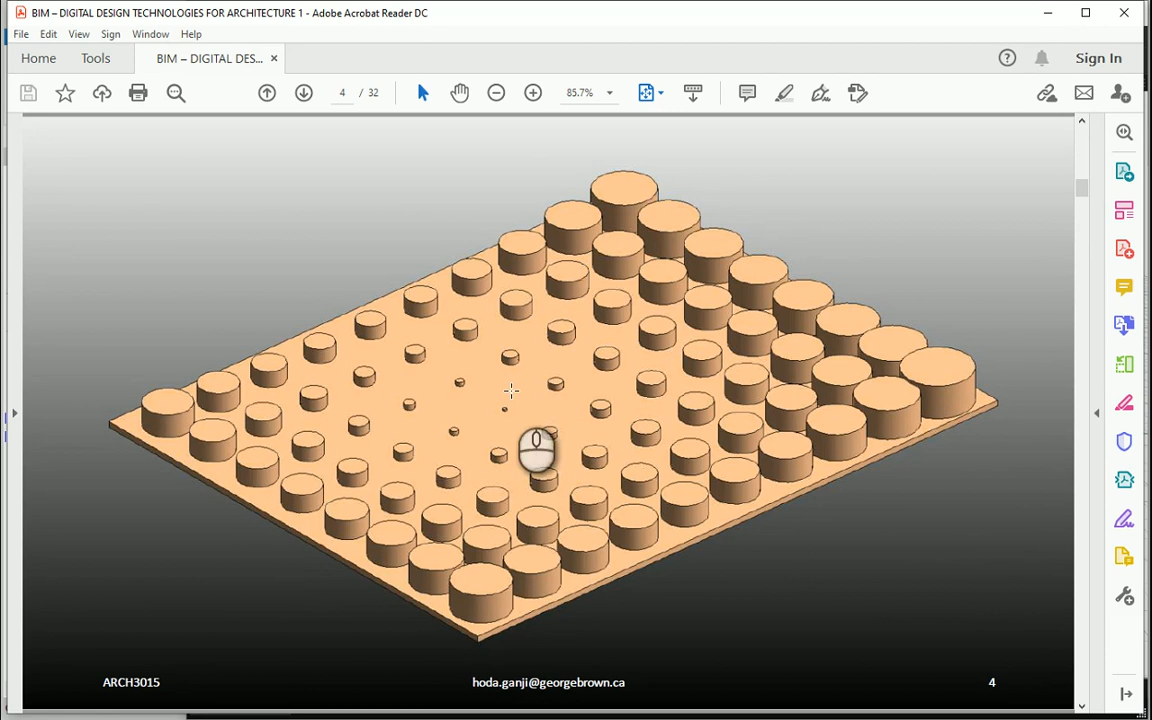 BIM – DIGITAL DESIGN TECHNOLOGIES FOR ARCHITECTURE 1 - Adobe Acrobat Reader DC
File Edit View Sign Window Help
Home Tools BIM – DIGITAL DES... × Sign In
4 / 32 85.7%
ARCH3015 hoda.ganji@georgebrown.ca 4